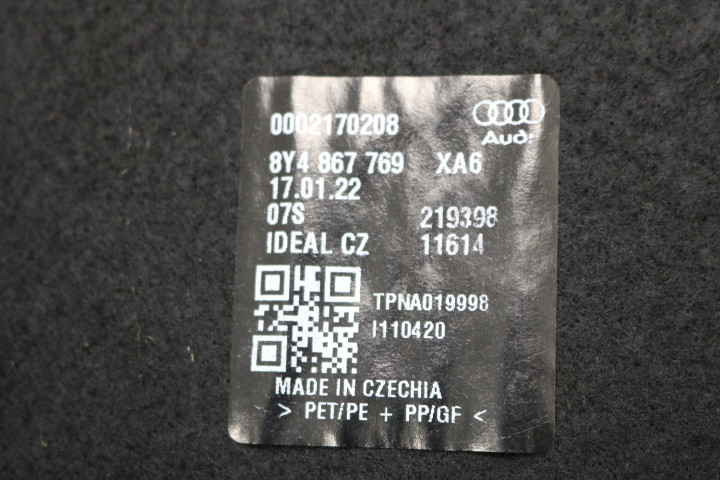 0002170208
Audi
8Y4 867 769 XA6
17.01.22
07S 219398
IDEAL CZ 11614
TPNA019998
I110420
MADE IN CZECHIA
> PET/PE + PP/GF <